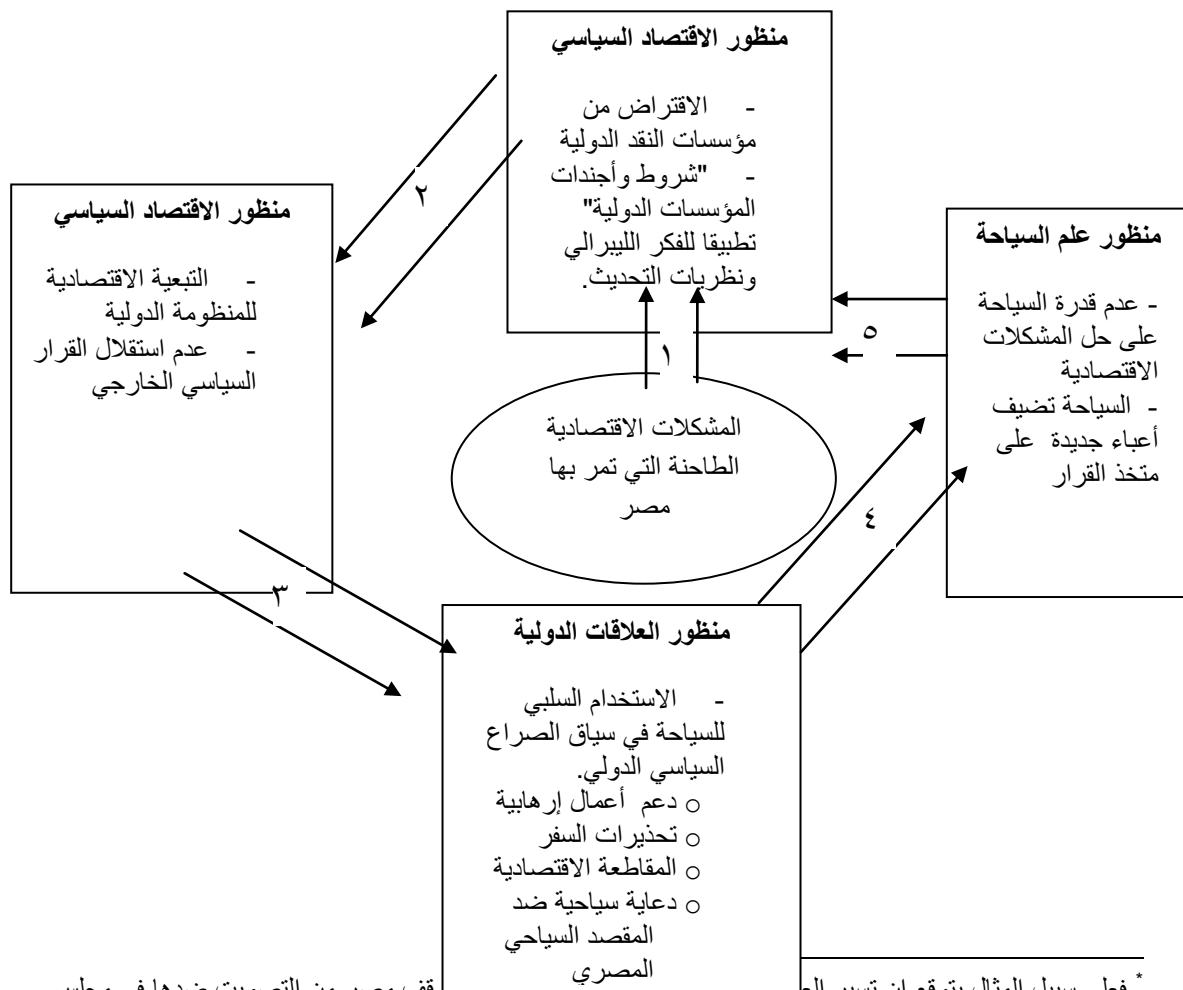 منظور الاقتصاد السياسي
- الاقتراض من
مؤسسات النقد الدولية
- "شروط وأجندات
المؤسسات الدولية"
تطبيقا للفكر الليبرالي
ونظريات التحديث.
٢
منظور الاقتصاد السياسي
- التبعية الاقتصادية
للمنظومة الدولية
- عدم استقلال القرار
السياسي الخارجي
منظور علم السياحة
- عدم قدرة السياحة
على حل المشكلات
الاقتصادية
- السياحة تضيف
أعباء جديدة على
متخذ القرار
٥
١
المشكلات الاقتصادية
الطاحنة التي تمر بها
مصر
٤
٣
منظور العلاقات الدولية
- الاستخدام السلبي
للسياحة في سياق الصراع
السياسي الدولي.
○ دعم أعمال إرهابية
○ تحذيرات السفر
○ المقاطعة الاقتصادية
○ دعاية سياحية ضد
المقصد السياحي
المصري